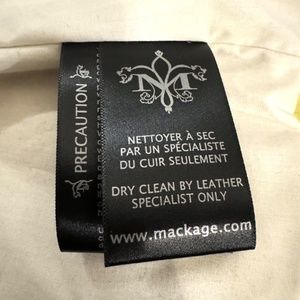 PRECAUTION
M
NETTOYER À SEC
PAR UN SPÉCIALISTE
DU CUIR SEULEMENT
DRY CLEAN BY LEATHER
SPECIALIST ONLY
www.mackage.com